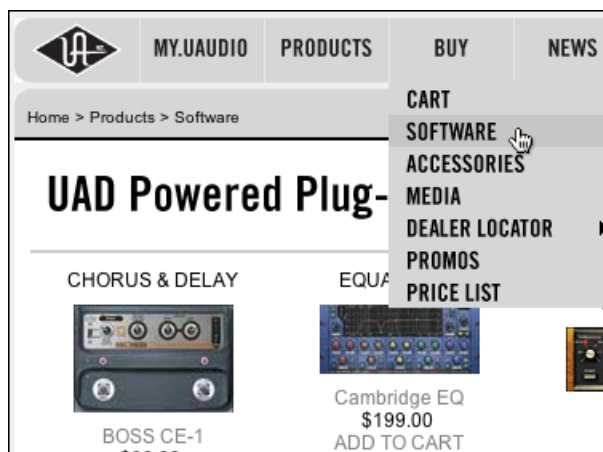 UA
MY.UAUDIO
PRODUCTS
BUY
NEWS
Home > Products > Software
CART
SOFTWARE
ACCESSORIES
MEDIA
DEALER LOCATOR
PROMOS
PRICE LIST
UAD Powered Plug-
CHORUS & DELAY
EQUA
BOSS CE-1
Cambridge EQ
$199.00
ADD TO CART